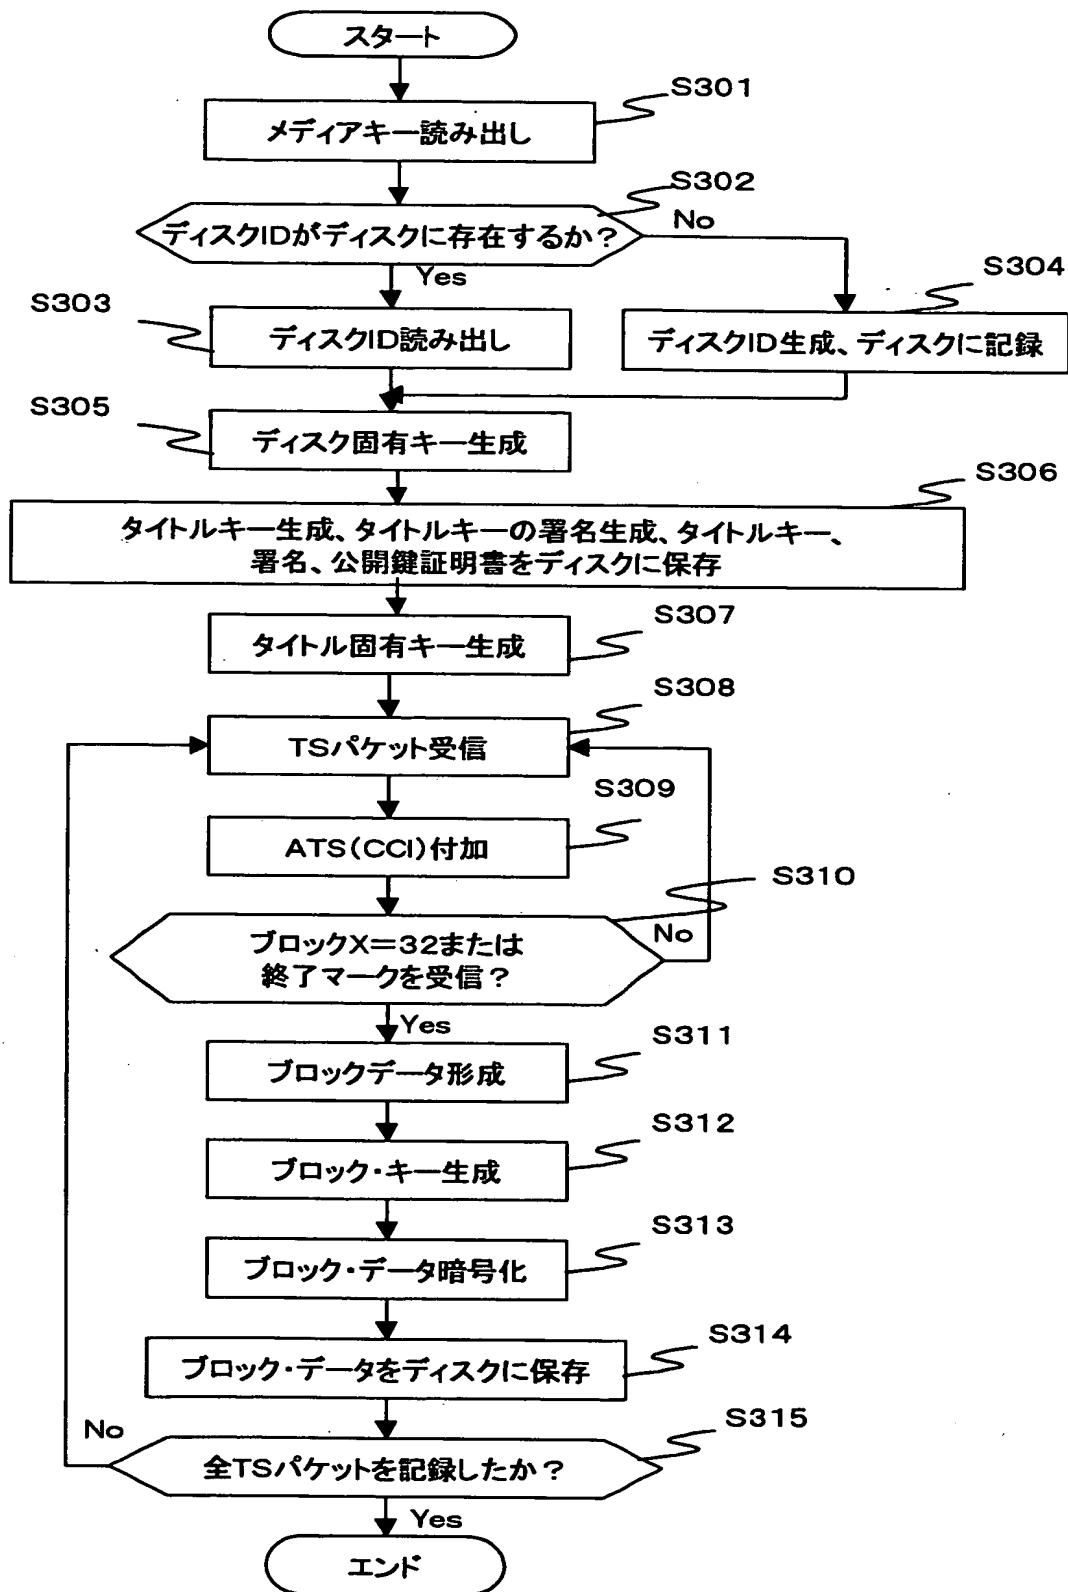 スタート
S301
メディアキー読み出し
S302
ディスクIDがディスクに存在するか?
No
Yes
S303
S304
ディスクID読み出し
ディスクID生成、ディスクに記録
S305
ディスク固有キー生成
S306
タイトルキー生成、タイトルキーの署名生成、タイトルキー、
署名、公開鍵証明書をディスクに保存
S307
タイトル固有キー生成
S308
TSパケット受信
S309
ATS(CCI)付加
S310
ブロックX=32または
終了マークを受信?
No
Yes
S311
ブロックデータ形成
S312
ブロック・キー生成
S313
ブロック・データ暗号化
S314
ブロック・データをディスクに保存
S315
No
全TSパケットを記録したか?
Yes
エンド